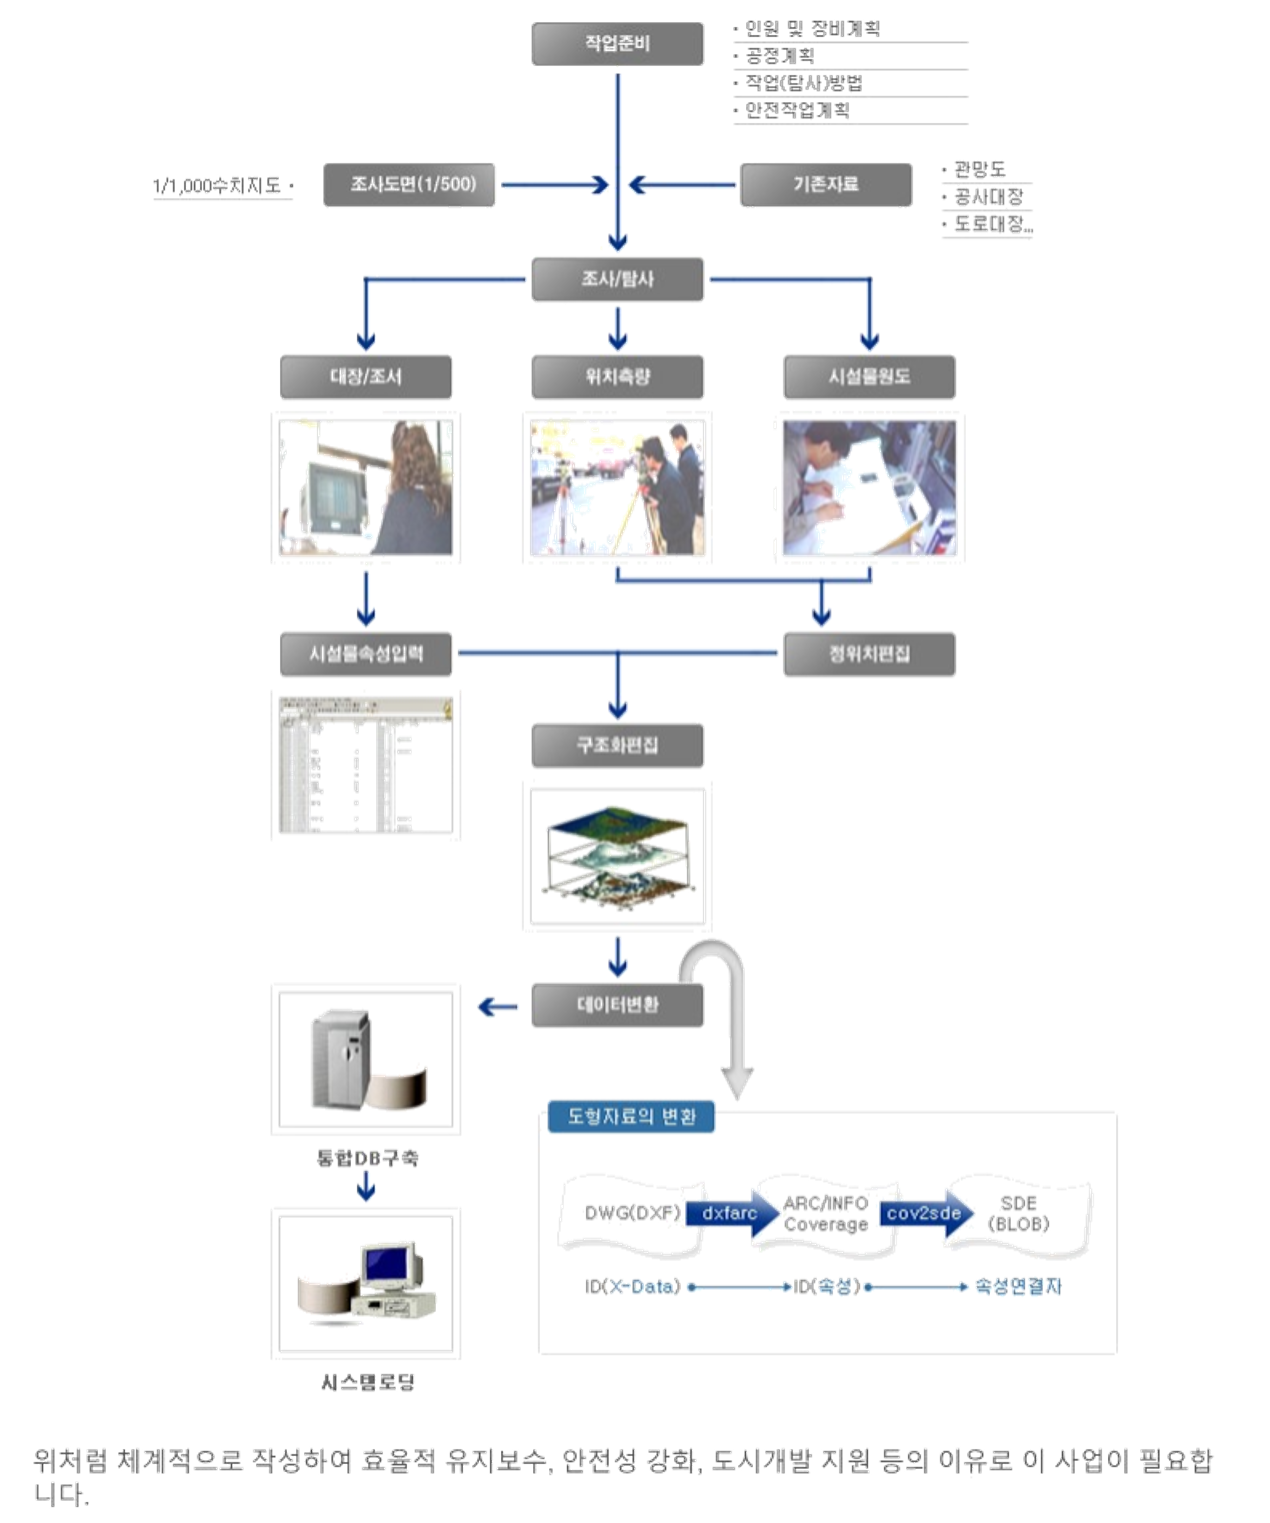 작업준비
· 인원 및 장비계획
· 공정계획
· 작업(탐사)방법
· 안전작업계획
1/1,000수치지도 ·
조사도면(1/500)
기존자료
· 관망도
· 공사대장
· 도로대장...
조사/탐사
대장/조서
위치측량
시설물원도
시설물속성입력
정위치편집
구조화편집
데이터변환
통합DB구축
도형자료의 변환
DWG(DXF)
dxfarc
ARC/INFO
Coverage
cov2sde
SDE
(BLOB)
ID(X-Data)
ID(속성)
속성연결자
시스템로딩
위처럼 체계적으로 작성하여 효율적 유지보수, 안전성 강화, 도시개발 지원 등의 이유로 이 사업이 필요합
니다.